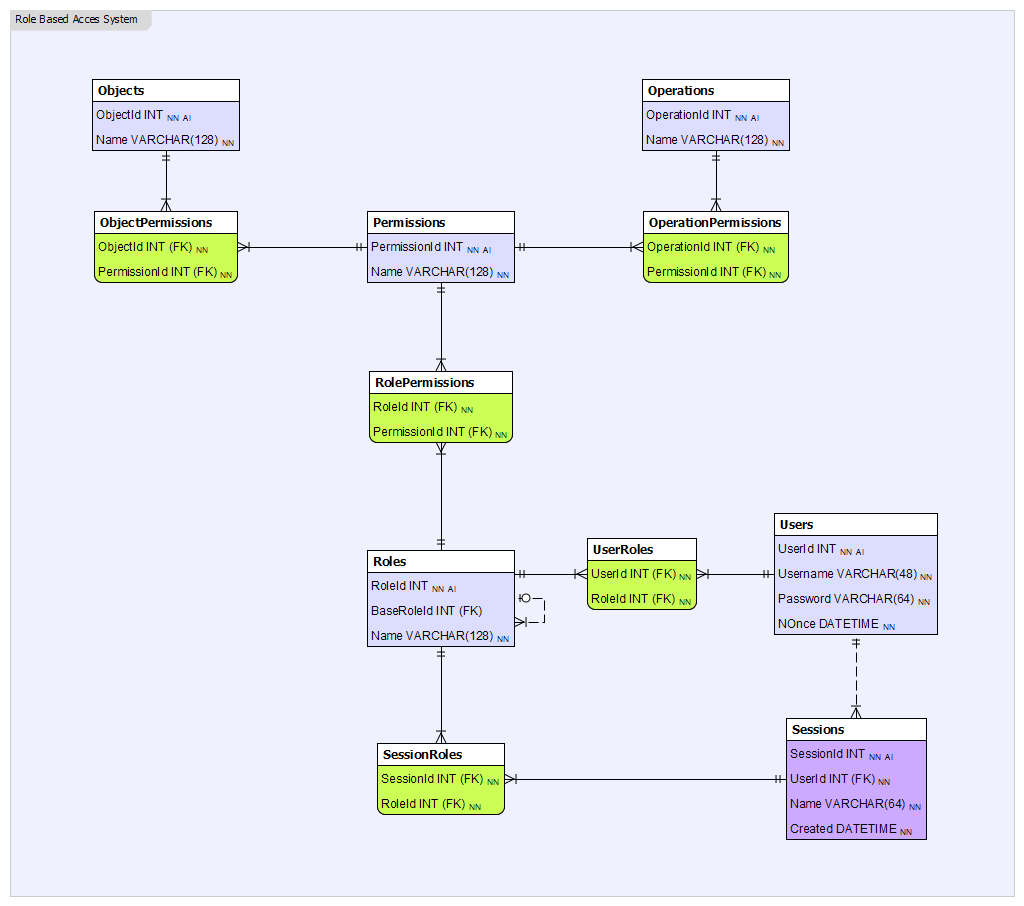 Role Based Acces System
Objects
ObjectId INT NN AI
Name VARCHAR(128) NN
Operations
OperationId INT NN AI
Name VARCHAR(128) NN
ObjectPermissions
ObjectId INT (FK) NN
PermissionId INT (FK) NN
Permissions
PermissionId INT NN AI
Name VARCHAR(128) NN
OperationPermissions
OperationId INT (FK) NN
PermissionId INT (FK) NN
RolePermissions
RoleId INT (FK) NN
PermissionId INT (FK) NN
Roles
RoleId INT NN AI
BaseRoleId INT (FK)
Name VARCHAR(128) NN
UserRoles
UserId INT (FK) NN
RoleId INT (FK) NN
Users
UserId INT NN AI
Username VARCHAR(48) NN
Password VARCHAR(64) NN
NOnce DATETIME NN
SessionRoles
SessionId INT (FK) NN
RoleId INT (FK) NN
Sessions
SessionId INT NN AI
UserId INT (FK) NN
Name VARCHAR(64) NN
Created DATETIME NN